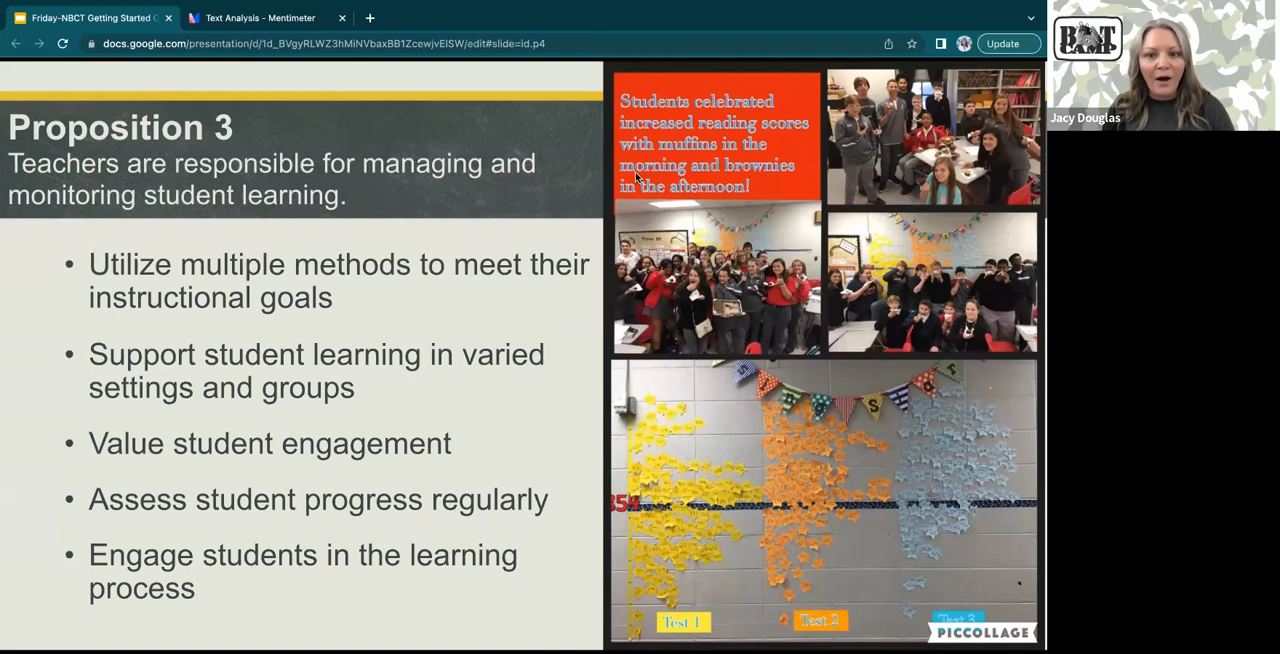 Friday-NBCT Getting Started
Text Analysis - Mentimeter
docs.google.com/presentation/d/1d_BVgyRLWZ3hMiNVbaxBB1ZcewjvEISW/edit#slide=id.p4
Update
Proposition 3
Teachers are responsible for managing and
monitoring student learning.
• Utilize multiple methods to meet their
instructional goals
• Support student learning in varied
settings and groups
• Value student engagement
• Assess student progress regularly
• Engage students in the learning
process
Students celebrated
increased reading scores
with muffins in the
morning and brownies
in the afternoon!
854
Test 1
Test 2
Test 3
PICCOLLAGE
CAMP
Jacy Douglas